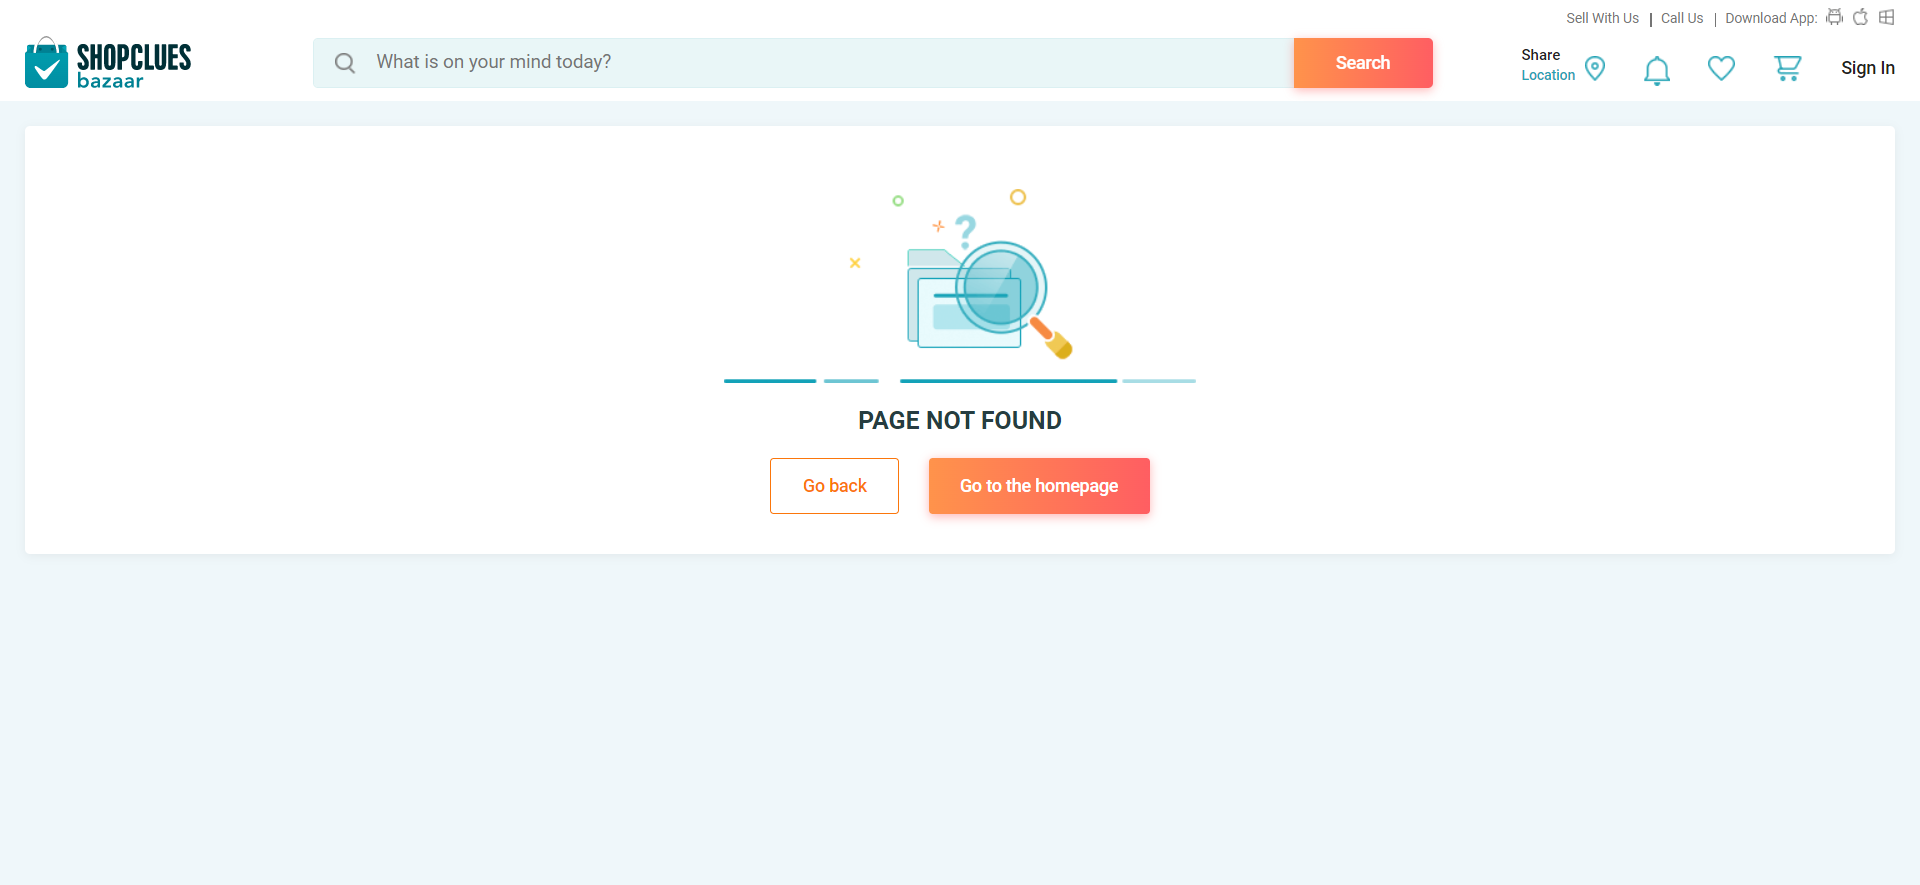 Sell With Us | Call Us | Download App:
SHOPCLUES
bazaar
What is on your mind today?
Search
Share
Location
Sign In
?
PAGE NOT FOUND
Go back
Go to the homepage